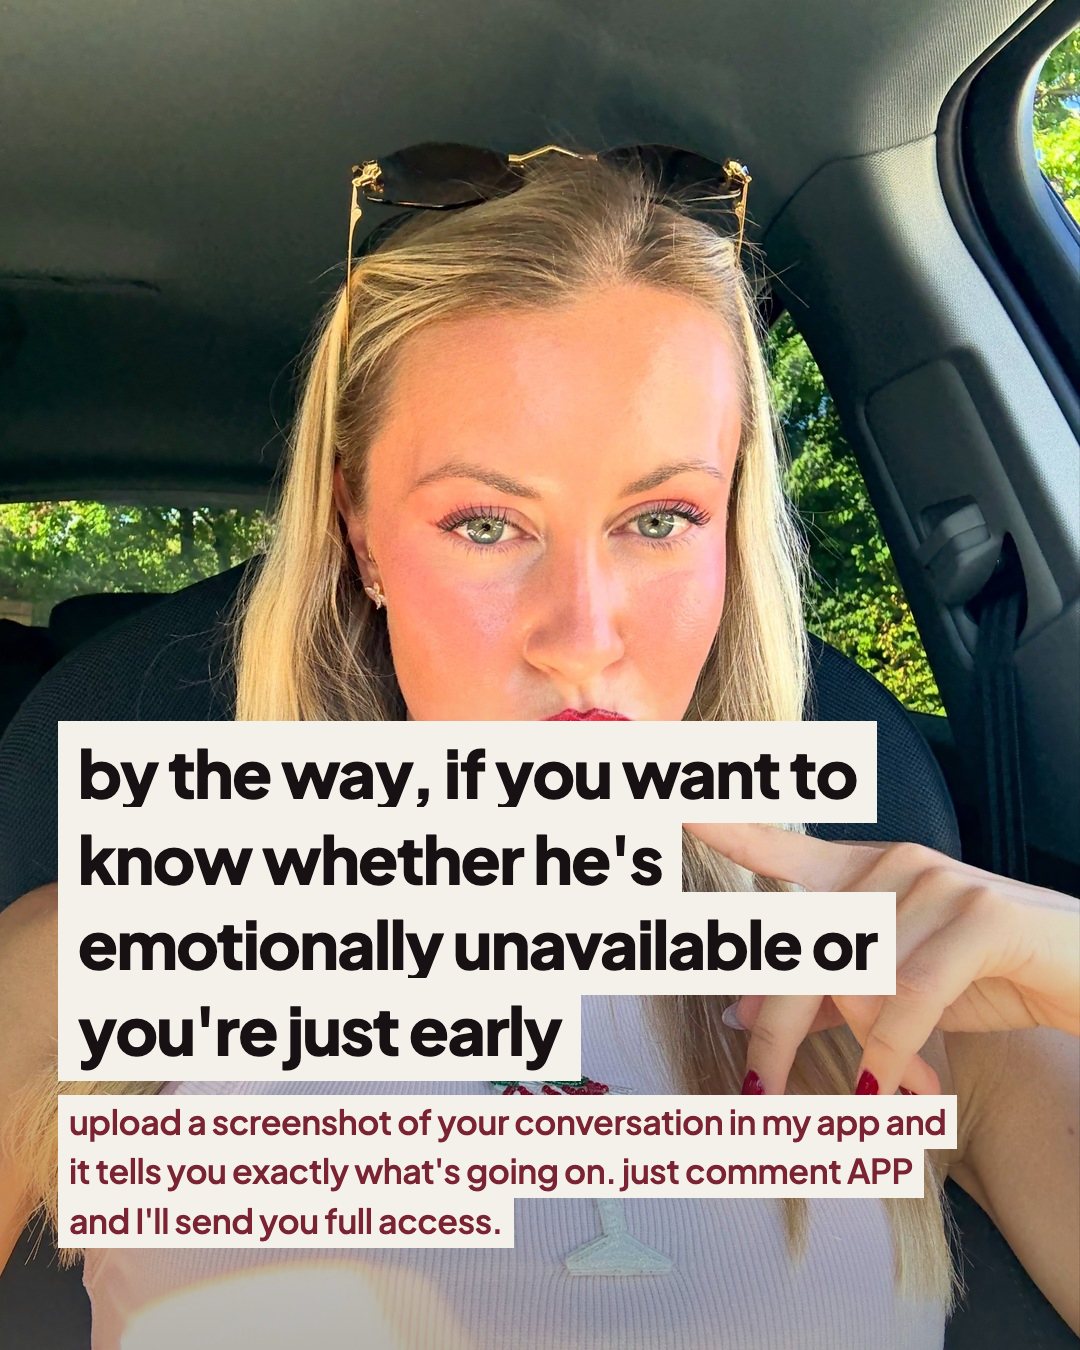 by the way, if you want to
know whether he's
emotionally unavailable or
you're just early
upload a screenshot of your conversation in my app and
it tells you exactly what's going on. just comment APP
and I'll send you full access.